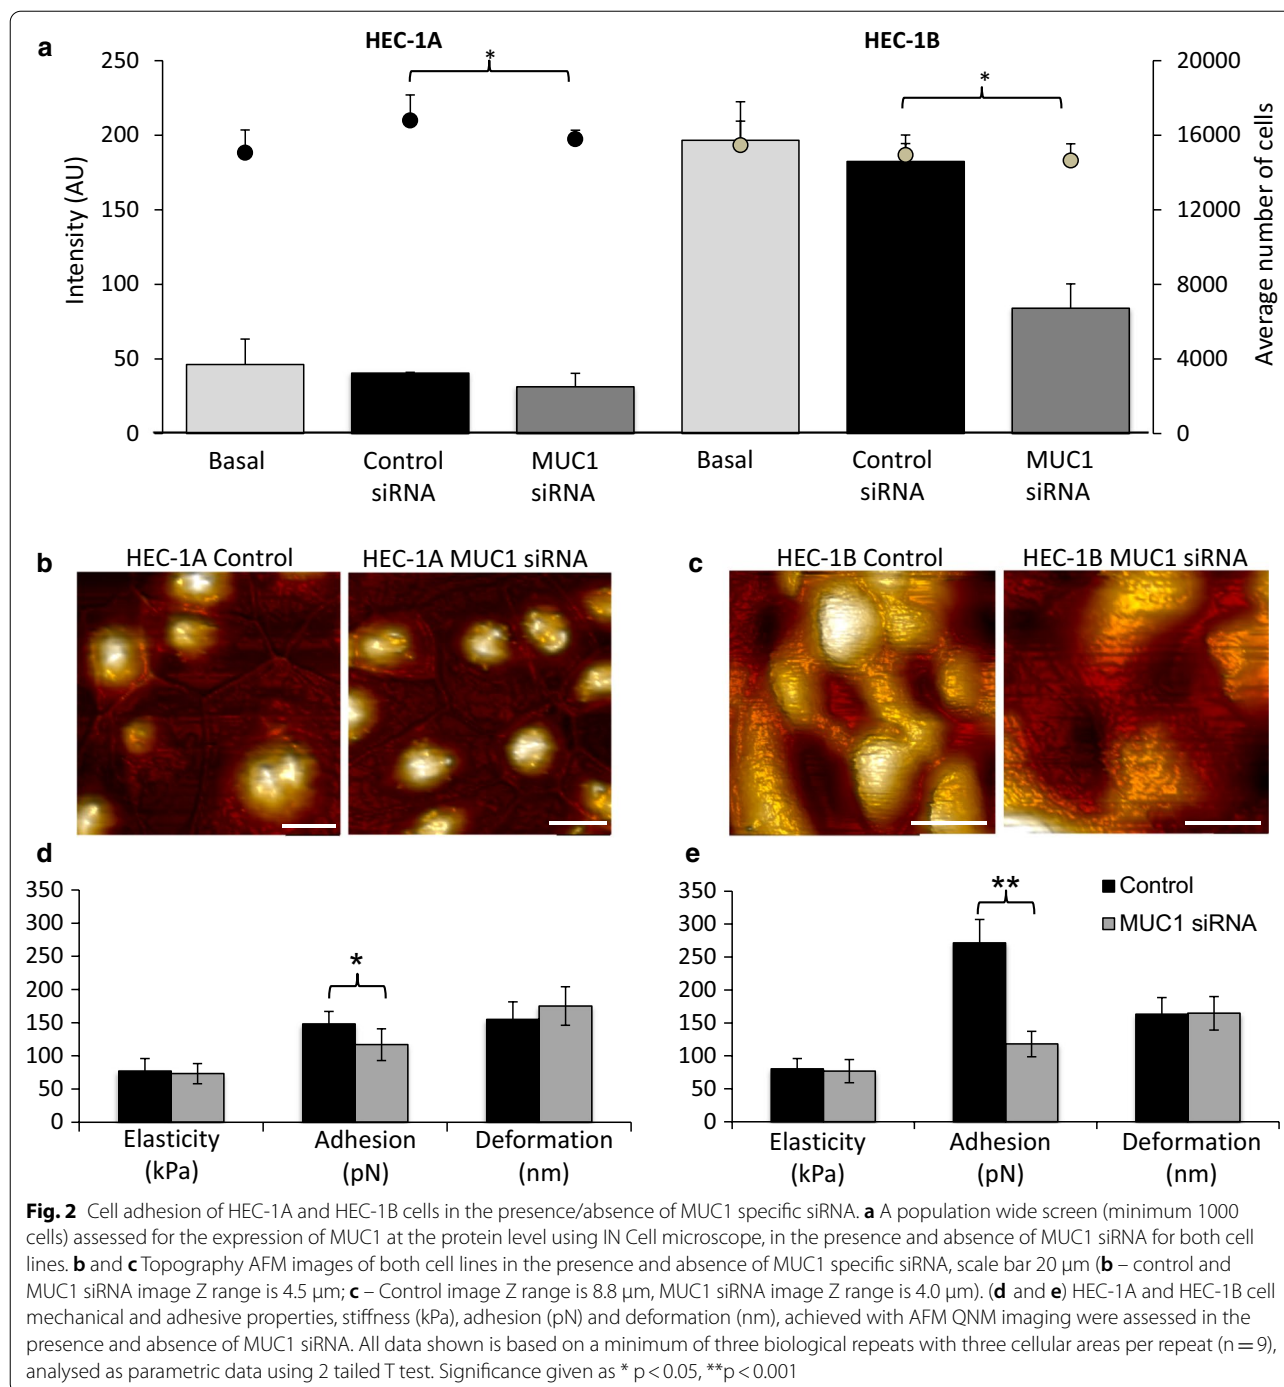 a
HEC-1A
HEC-1B
*
*
250
200
150
100
50
0
Intensity (AU)
20000
16000
12000
8000
4000
0
Average number of cells
Basal
Control
siRNA
MUC1
siRNA
Basal
Control
siRNA
MUC1
siRNA
b
HEC-1A Control
HEC-1A MUC1 siRNA
c
HEC-1B Control
HEC-1B MUC1 siRNA
d
350
300
250
200
150
100
50
0
*
Elasticity
(kPa)
Adhesion
(pN)
Deformation
(nm)
e
350
300
250
200
150
100
50
0
**
Control
MUC1 siRNA
Elasticity
(kPa)
Adhesion
(pN)
Deformation
(nm)
Fig. 2 Cell adhesion of HEC-1A and HEC-1B cells in the presence/absence of MUC1 specific siRNA. a A population wide screen (minimum 1000
cells) assessed for the expression of MUC1 at the protein level using IN Cell microscope, in the presence and absence of MUC1 siRNA for both cell
lines. b and c Topography AFM images of both cell lines in the presence and absence of MUC1 specific siRNA, scale bar 20 µm (b – control and
MUC1 siRNA image Z range is 4.5 µm; c – Control image Z range is 8.8 µm, MUC1 siRNA image Z range is 4.0 µm). (d and e) HEC-1A and HEC-1B cell
mechanical and adhesive properties, stiffness (kPa), adhesion (pN) and deformation (nm), achieved with AFM QNM imaging were assessed in the
presence and absence of MUC1 siRNA. All data shown is based on a minimum of three biological repeats with three cellular areas per repeat (n = 9),
analysed as parametric data using 2 tailed T test. Significance given as * p < 0.05, **p < 0.001